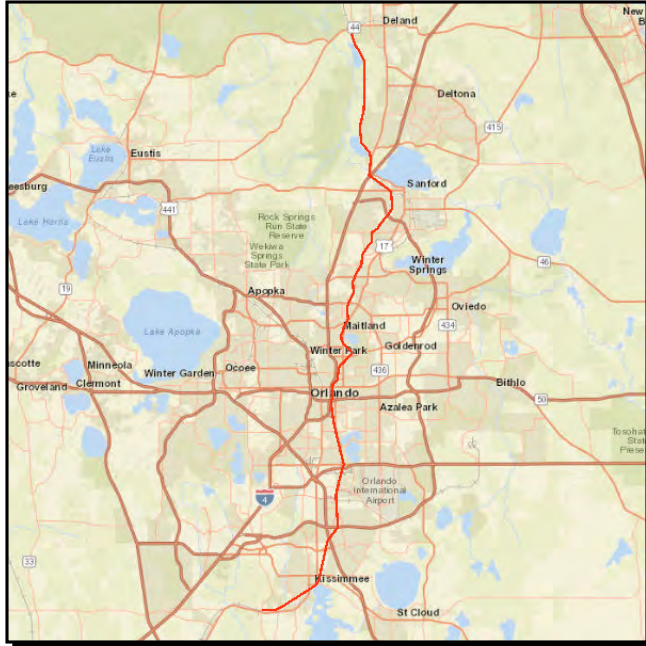 New
B
44
Deland
ke
Deltona
415
Lake
Eustis
Eustis
eesburg
Sanford
Lake Harris
441
Rock Springs
Run State
Reserve
17
Wekiwa
Springs
State Park
Winter
Springs
46
19
Apopka
Oviedo
Lake Apopka
Maitland
434
scotte
Minneola
Winter Park
Goldenrod
Ocoee
Winter Garden
436
Groveland
Clermont
Orlando
Bithlo
50
Azalea Park
Tosohat
State
Prese
Orlando
International
Airport
4
33
Kissimmee
St Cloud